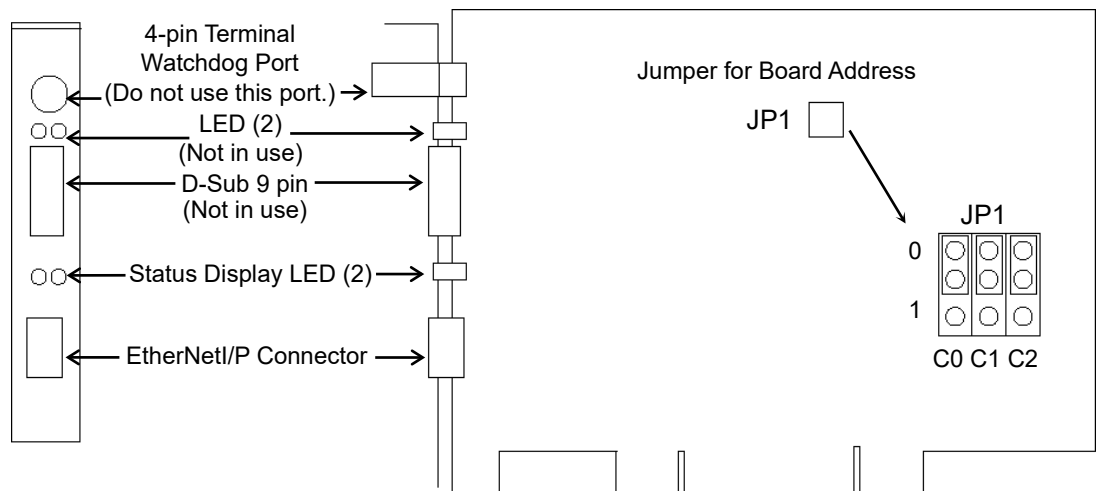 4-pin Terminal
Watchdog Port
(Do not use this port.)
LED (2)
(Not in use)
D-Sub 9 pin
(Not in use)
Status Display LED (2)
EtherNetI/P Connector
Jumper for Board Address
JP1
JP1
0
1
C0 C1 C2